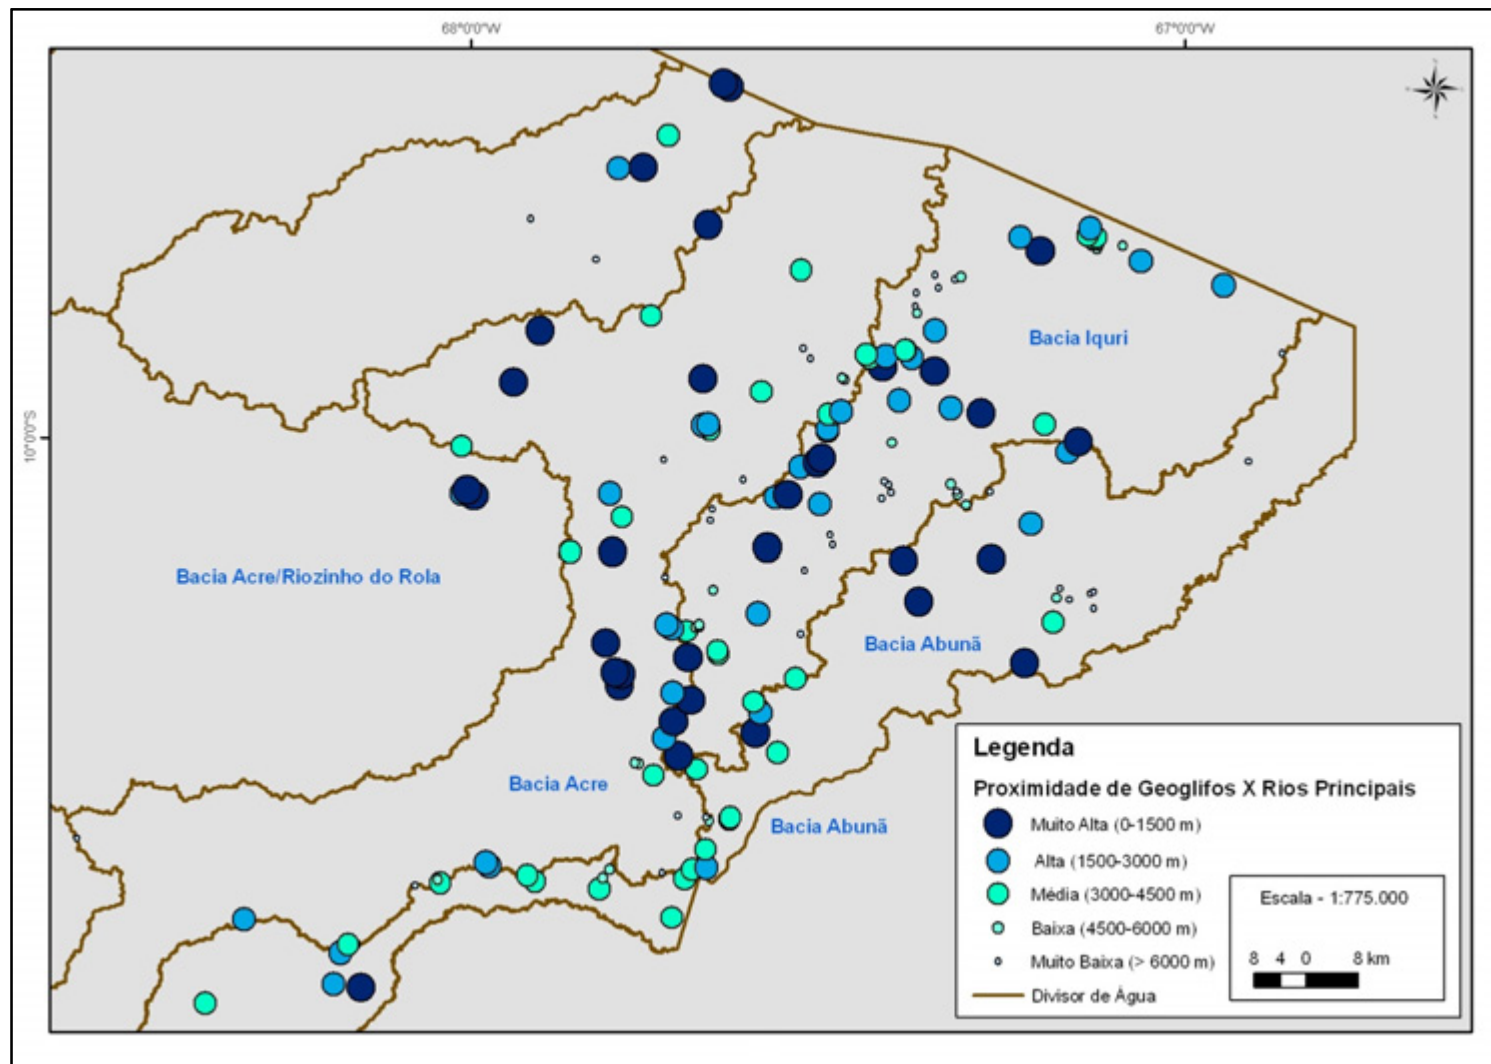 68°0'0"W
67°0'0"W
10°0'0"S
Bacia Iquri
Bacia Acre/Riozinho do Rola
Bacia Abunã
Bacia Acre
Bacia Abunã
Legenda
Proximidade de Geoglifos X Rios Principais
Muito Alta (0-1500 m)
Alta (1500-3000 m)
Média (3000-4500 m)
Baixa (4500-6000 m)
Muito Baixa (> 6000 m)
Divisor de Água
Escala - 1:775.000
8 4 0 8 km